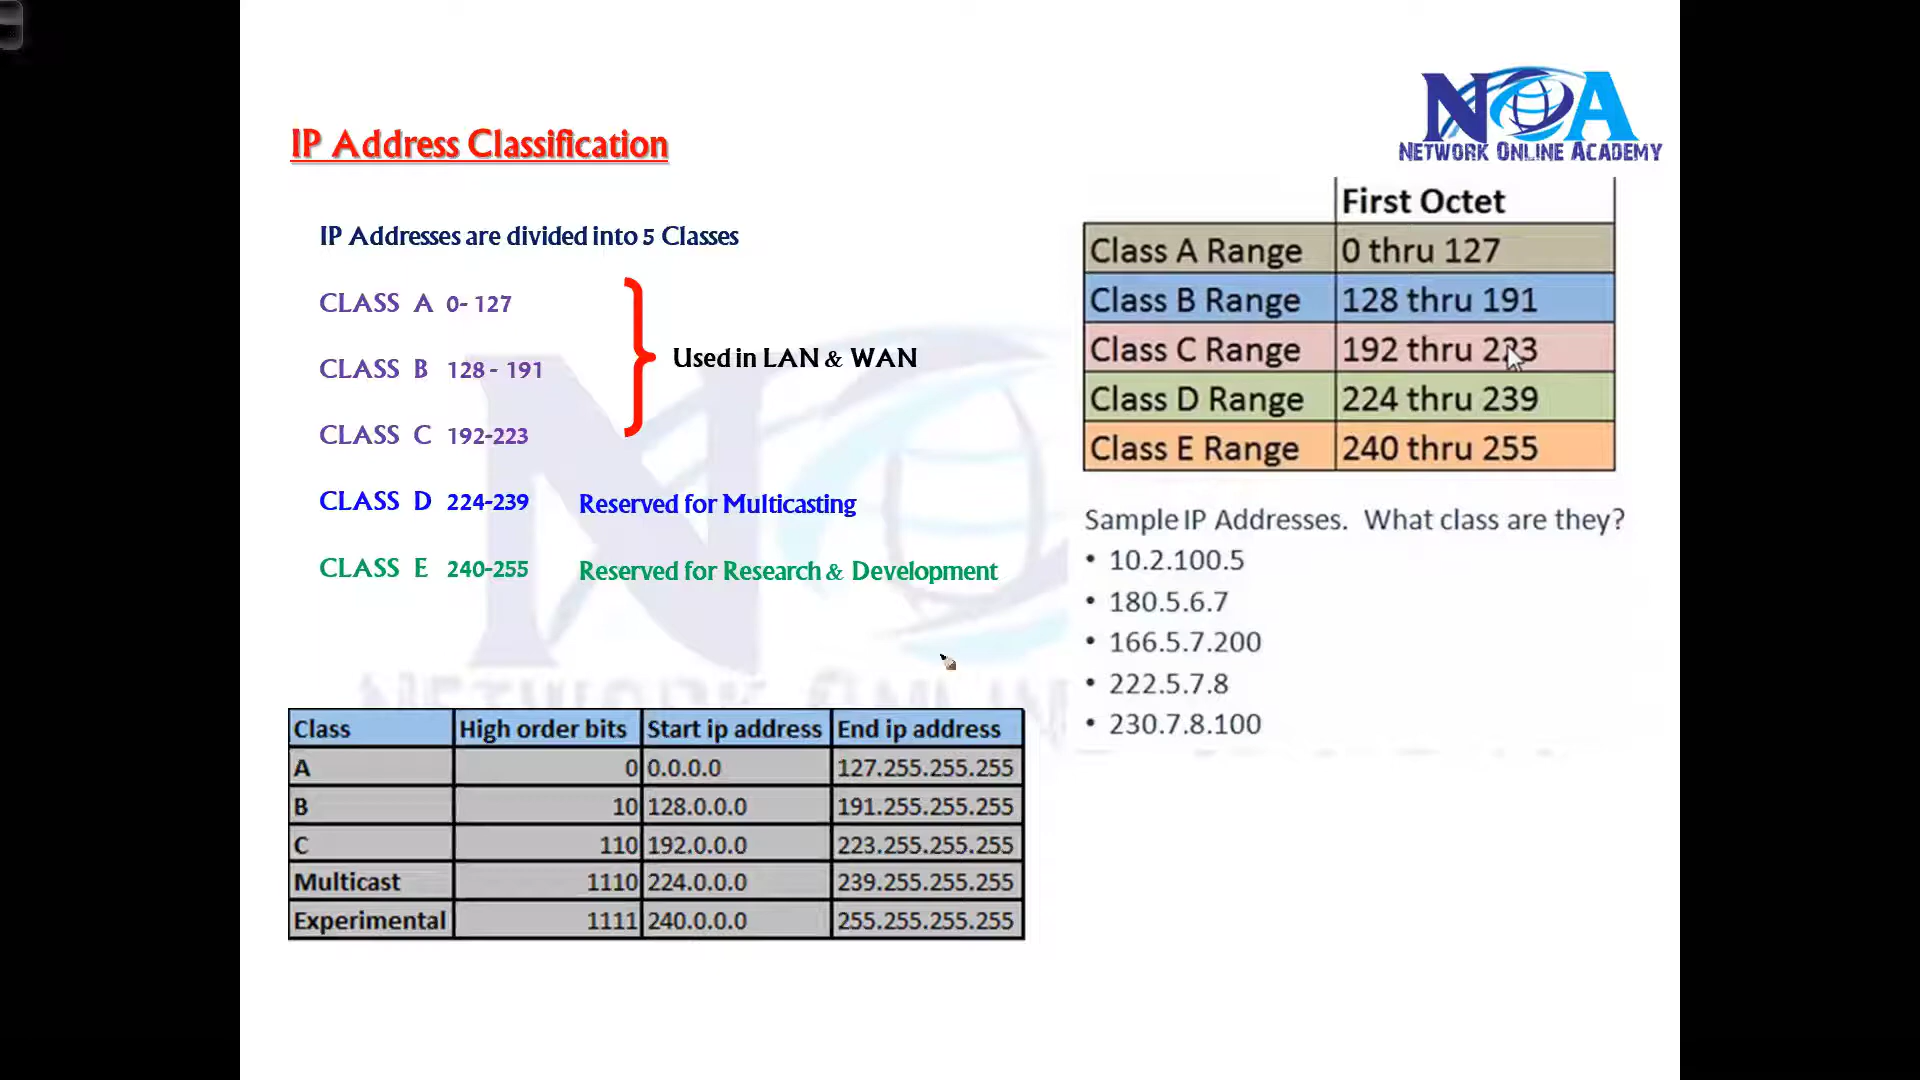 NOA
NETWORK ONLINE ACADEMY
IP Address Classification
IP Addresses are divided into 5 Classes
CLASS A 0- 127
CLASS B 128 - 191
CLASS C 192-223
Used in LAN & WAN
CLASS D 224-239 Reserved for Multicasting
CLASS E 240-255 Reserved for Research & Development
Class High order bits Start ip address End ip address
A 0 0.0.0.0 127.255.255.255
B 10 128.0.0.0 191.255.255.255
C 110 192.0.0.0 223.255.255.255
Multicast 1110 224.0.0.0 239.255.255.255
Experimental 1111 240.0.0.0 255.255.255.255
First Octet
Class A Range 0 thru 127
Class B Range 128 thru 191
Class C Range 192 thru 223
Class D Range 224 thru 239
Class E Range 240 thru 255
Sample IP Addresses. What class are they?
• 10.2.100.5
• 180.5.6.7
• 166.5.7.200
• 222.5.7.8
• 230.7.8.100
NETWORK ONLIN